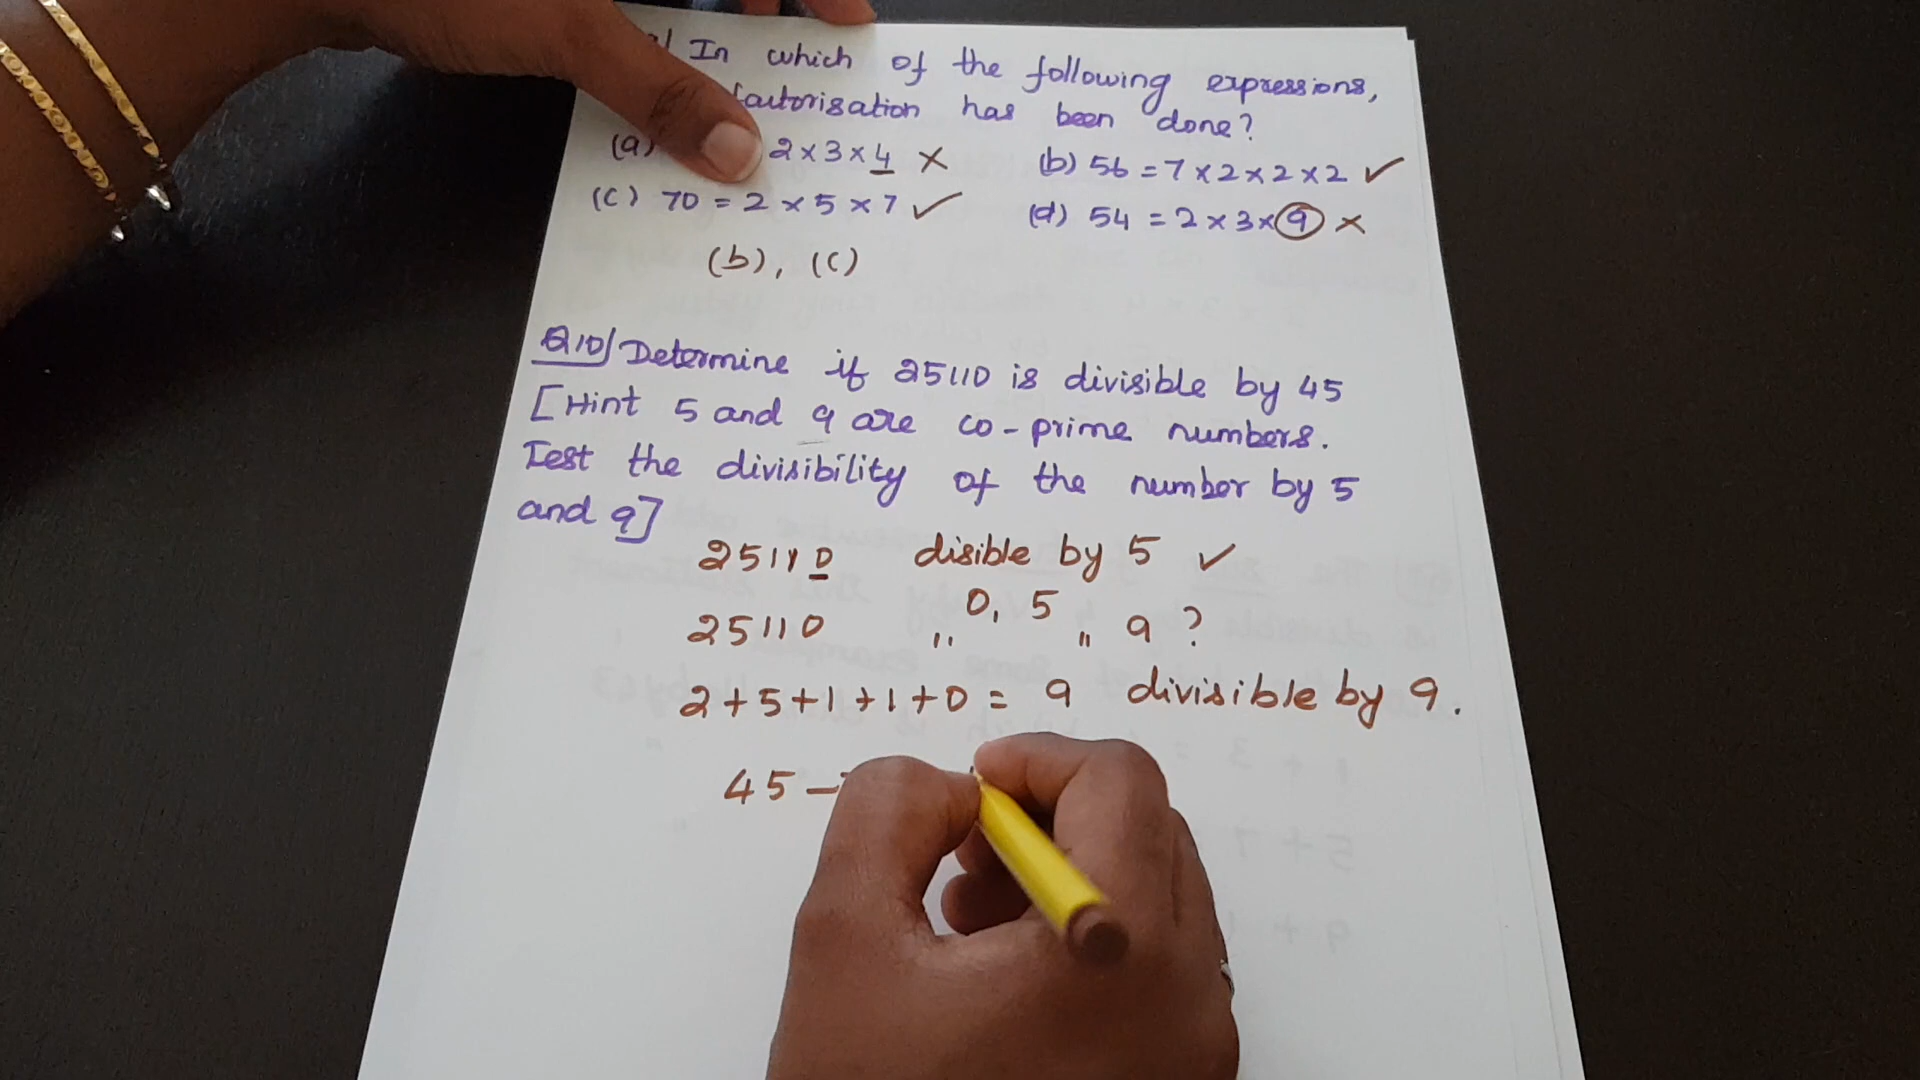 In which of the following expressions,
factorisation has been done?
(a) 2×3×4 ✗ (b) 56 = 7×2×2×2 ✓
(c) 70 = 2×5×7 ✓ (d) 54 = 2×3×9 ✗
(b), (c)
Q10) Determine if 25110 is divisible by 45
[Hint 5 and 9 are co-prime numbers.
Test the divisibility of the number by 5
and 9]
25110 disible by 5 ✓
0, 5
25110 ,, ,, 9 ?
2+5+1+1+0 = 9 divisible by 9.
45 –